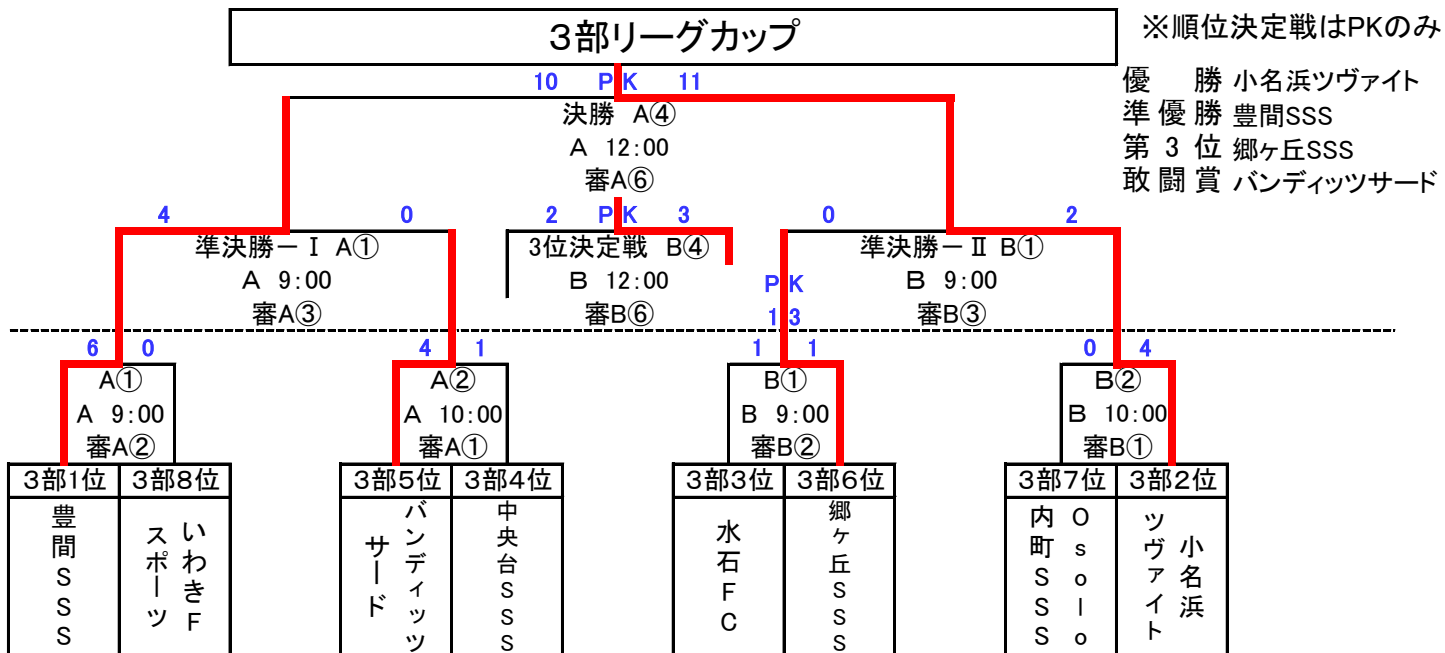 3部リーグカップ
※順位決定戦はPKのみ
優勝 小名浜ツヴァイト
準優勝 豊間SSS
第3位 郷ヶ丘SSS
敢闘賞 バンディッツサード
10 PK 11
決勝 A④
A 12:00
審A⑥
4 0
準決勝－Ⅰ A①
A 9:00
審A③
2 PK 3
3位決定戦 B④
B 12:00
審B⑥
0 2
準決勝－Ⅱ B①
B 9:00
審B③
6 0
A①
A 9:00
審A②
4 1
A②
A 10:00
審A①
PK
1 3
1 1
B①
B 9:00
審B②
0 4
B②
B 10:00
審B①
3部1位 3部8位 3部5位 3部4位 3部3位 3部6位 3部7位 3部2位
豊間SSS
いわきF
スポーツ
バンディッツ
サード
中央台SSS
水石FC
郷ヶ丘SSS
Osolo
内町SSS
小名浜
ツヴァイト